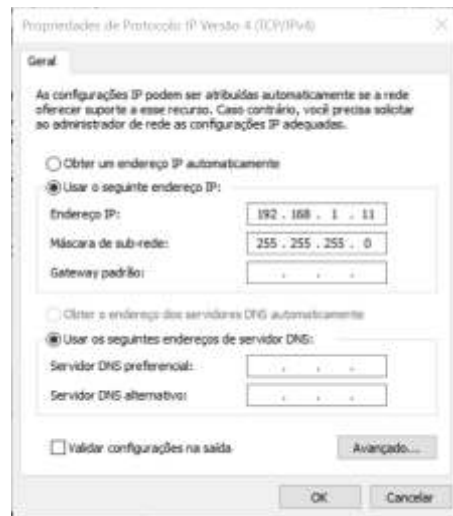 Propriedades de Protocolo IP Versão 4 (TCP/IPv4)
Geral
As configurações IP podem ser atribuídas automaticamente se a rede
oferecer suporte a esse recurso. Caso contrário, você precisa solicitar
ao administrador de rede as configurações IP adequadas.
Obter um endereço IP automaticamente
Usar o seguinte endereço IP:
Endereço IP: 192 . 168 . 1 . 11
Máscara de sub-rede: 255 . 255 . 255 . 0
Gateway padrão: . . .
Obter o endereço dos servidores DNS automaticamente
Usar os seguintes endereços de servidor DNS:
Servidor DNS preferencial: . . .
Servidor DNS alternativo: . . .
Validar configurações na saída
Avançado...
OK Cancelar